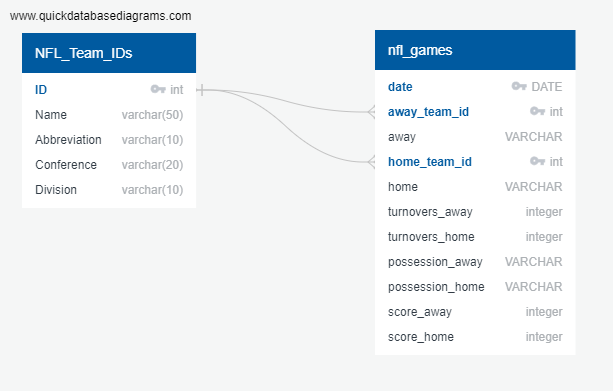 www.quickdatabasediagrams.com
NFL_Team_IDs
ID int
Name varchar(50)
Abbreviation varchar(10)
Conference varchar(20)
Division varchar(10)
nfl_games
date DATE
away_team_id int
away VARCHAR
home_team_id int
home VARCHAR
turnovers_away integer
turnovers_home integer
possession_away VARCHAR
possession_home VARCHAR
score_away integer
score_home integer